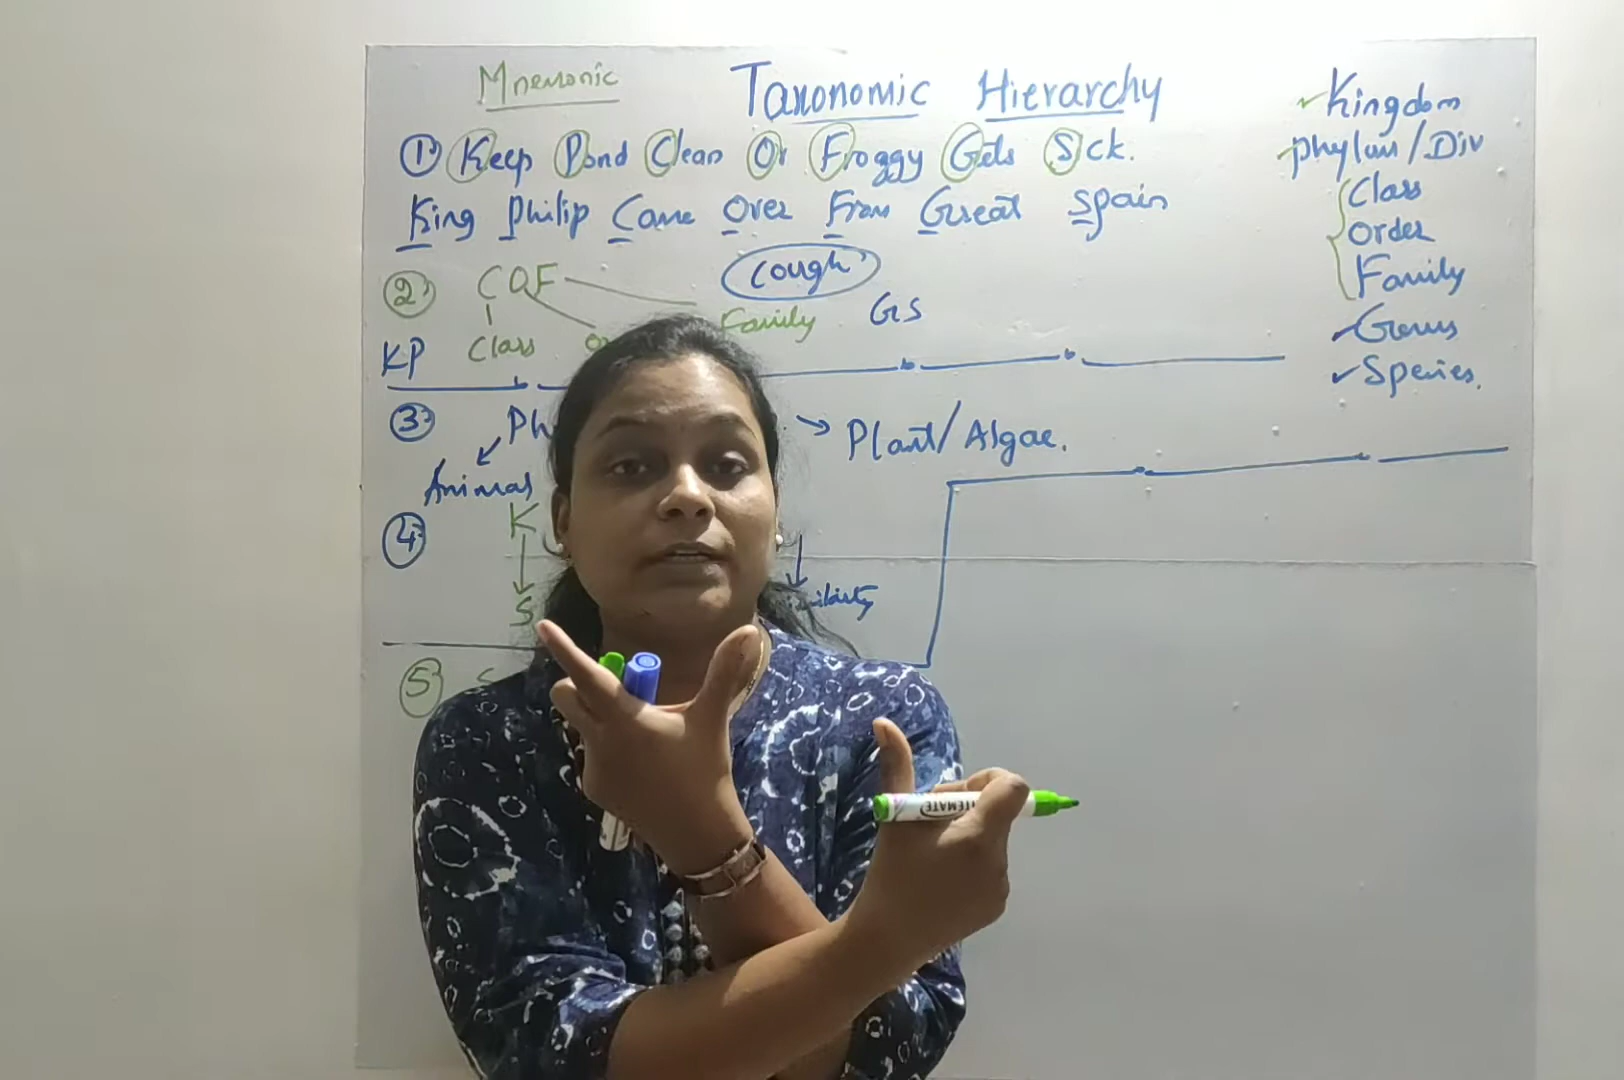 Mnemonic
Taxonomic Hierarchy
① Keep Pond Clean Or Froggy Gets Sick.
King Philip Came Over From Great Spain
② COF
Cough
Class
Family
GS
KP
③ Ph
→ Plant/Algae.
Animas
④ K
S
⑤ S
Kingdom
Phylum/Div
Class
Order
Family
Genus
Species.